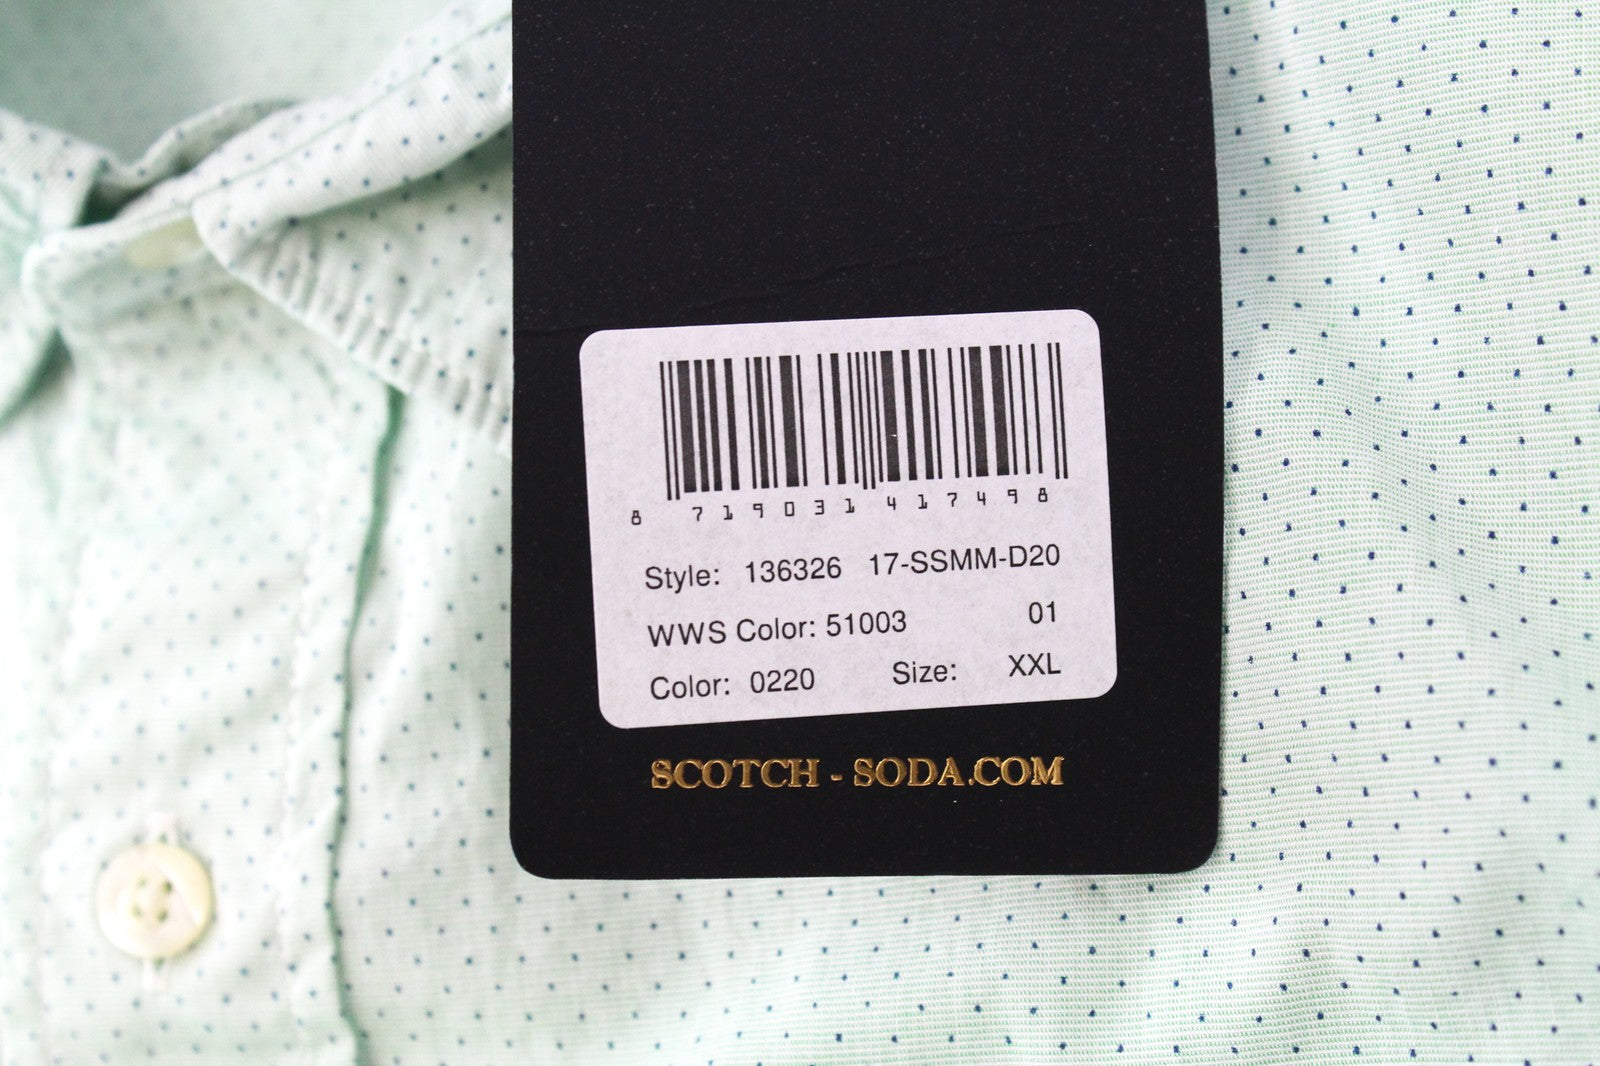 8 719031 417498
Style: 136326 17-SSMM-D20
WWS Color: 51003 01
Color: 0220 Size: XXL
SCOTCH - SODA.COM